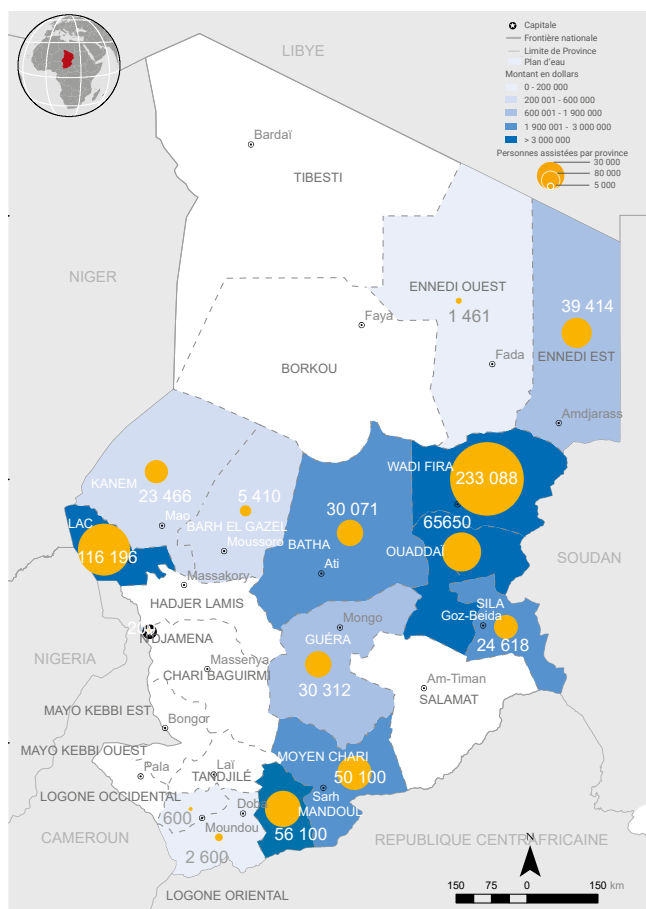 Capitale
Frontière nationale
Limite de Province
Plan d'eau
Montant en dollars
0 - 200 000
200 001 - 600 000
600 001 - 1 900 000
1 900 001 - 3 000 000
> 3 000 000
Personnes assistées par province
30 000
80 000
5 000
LIBYE
Bardaï
TIBESTI
NIGER
ENNEDI OUEST
1 461
39 414
Faya
Fada
ENNEDI EST
BORKOU
Amdjarass
WADI FIRA
233 088
KANEM
23 466
5 410
30 071
65650
LAC
Mao
BARH EL GAZEL
116 196
Moussoro
BATHA
OUADDAÏ
SOUDAN
Ati
Massakory
HADJER LAMIS
SILA
Goz-Beida
24 618
Mongo
GUÉRA
N'DJAMENA
NIGERIA
Massenya
CHARI BAGUIRMI
30 312
Am-Timan
SALAMAT
MAYO KEBBI EST
Bongor
MAYO KEBBI OUEST
MOYEN CHARI
Pala
Laï
TANDJILÉ
50 100
LOGONE OCCIDENTAL
Sarh
600
Doba
MANDOUL
Moundou
56 100
CAMEROUN
REPUBLIQUE CENTRAFRICAINE
2 600
N
LOGONE ORIENTAL
150 75 0 150 km